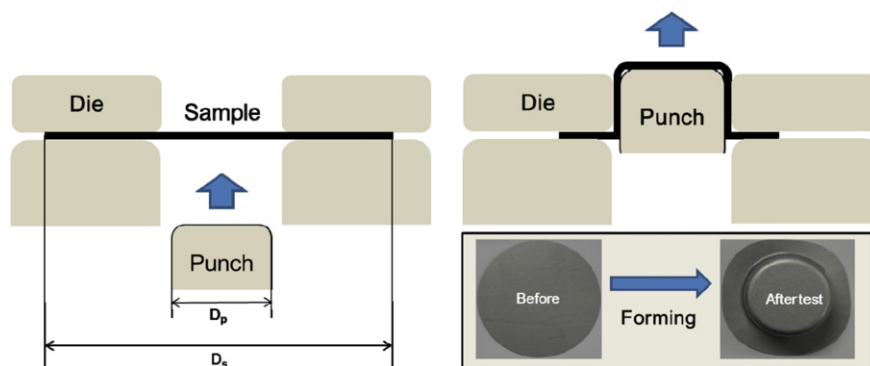 Die
Sample
Punch
Dp
Ds
Die
Punch
Before
Forming
After test